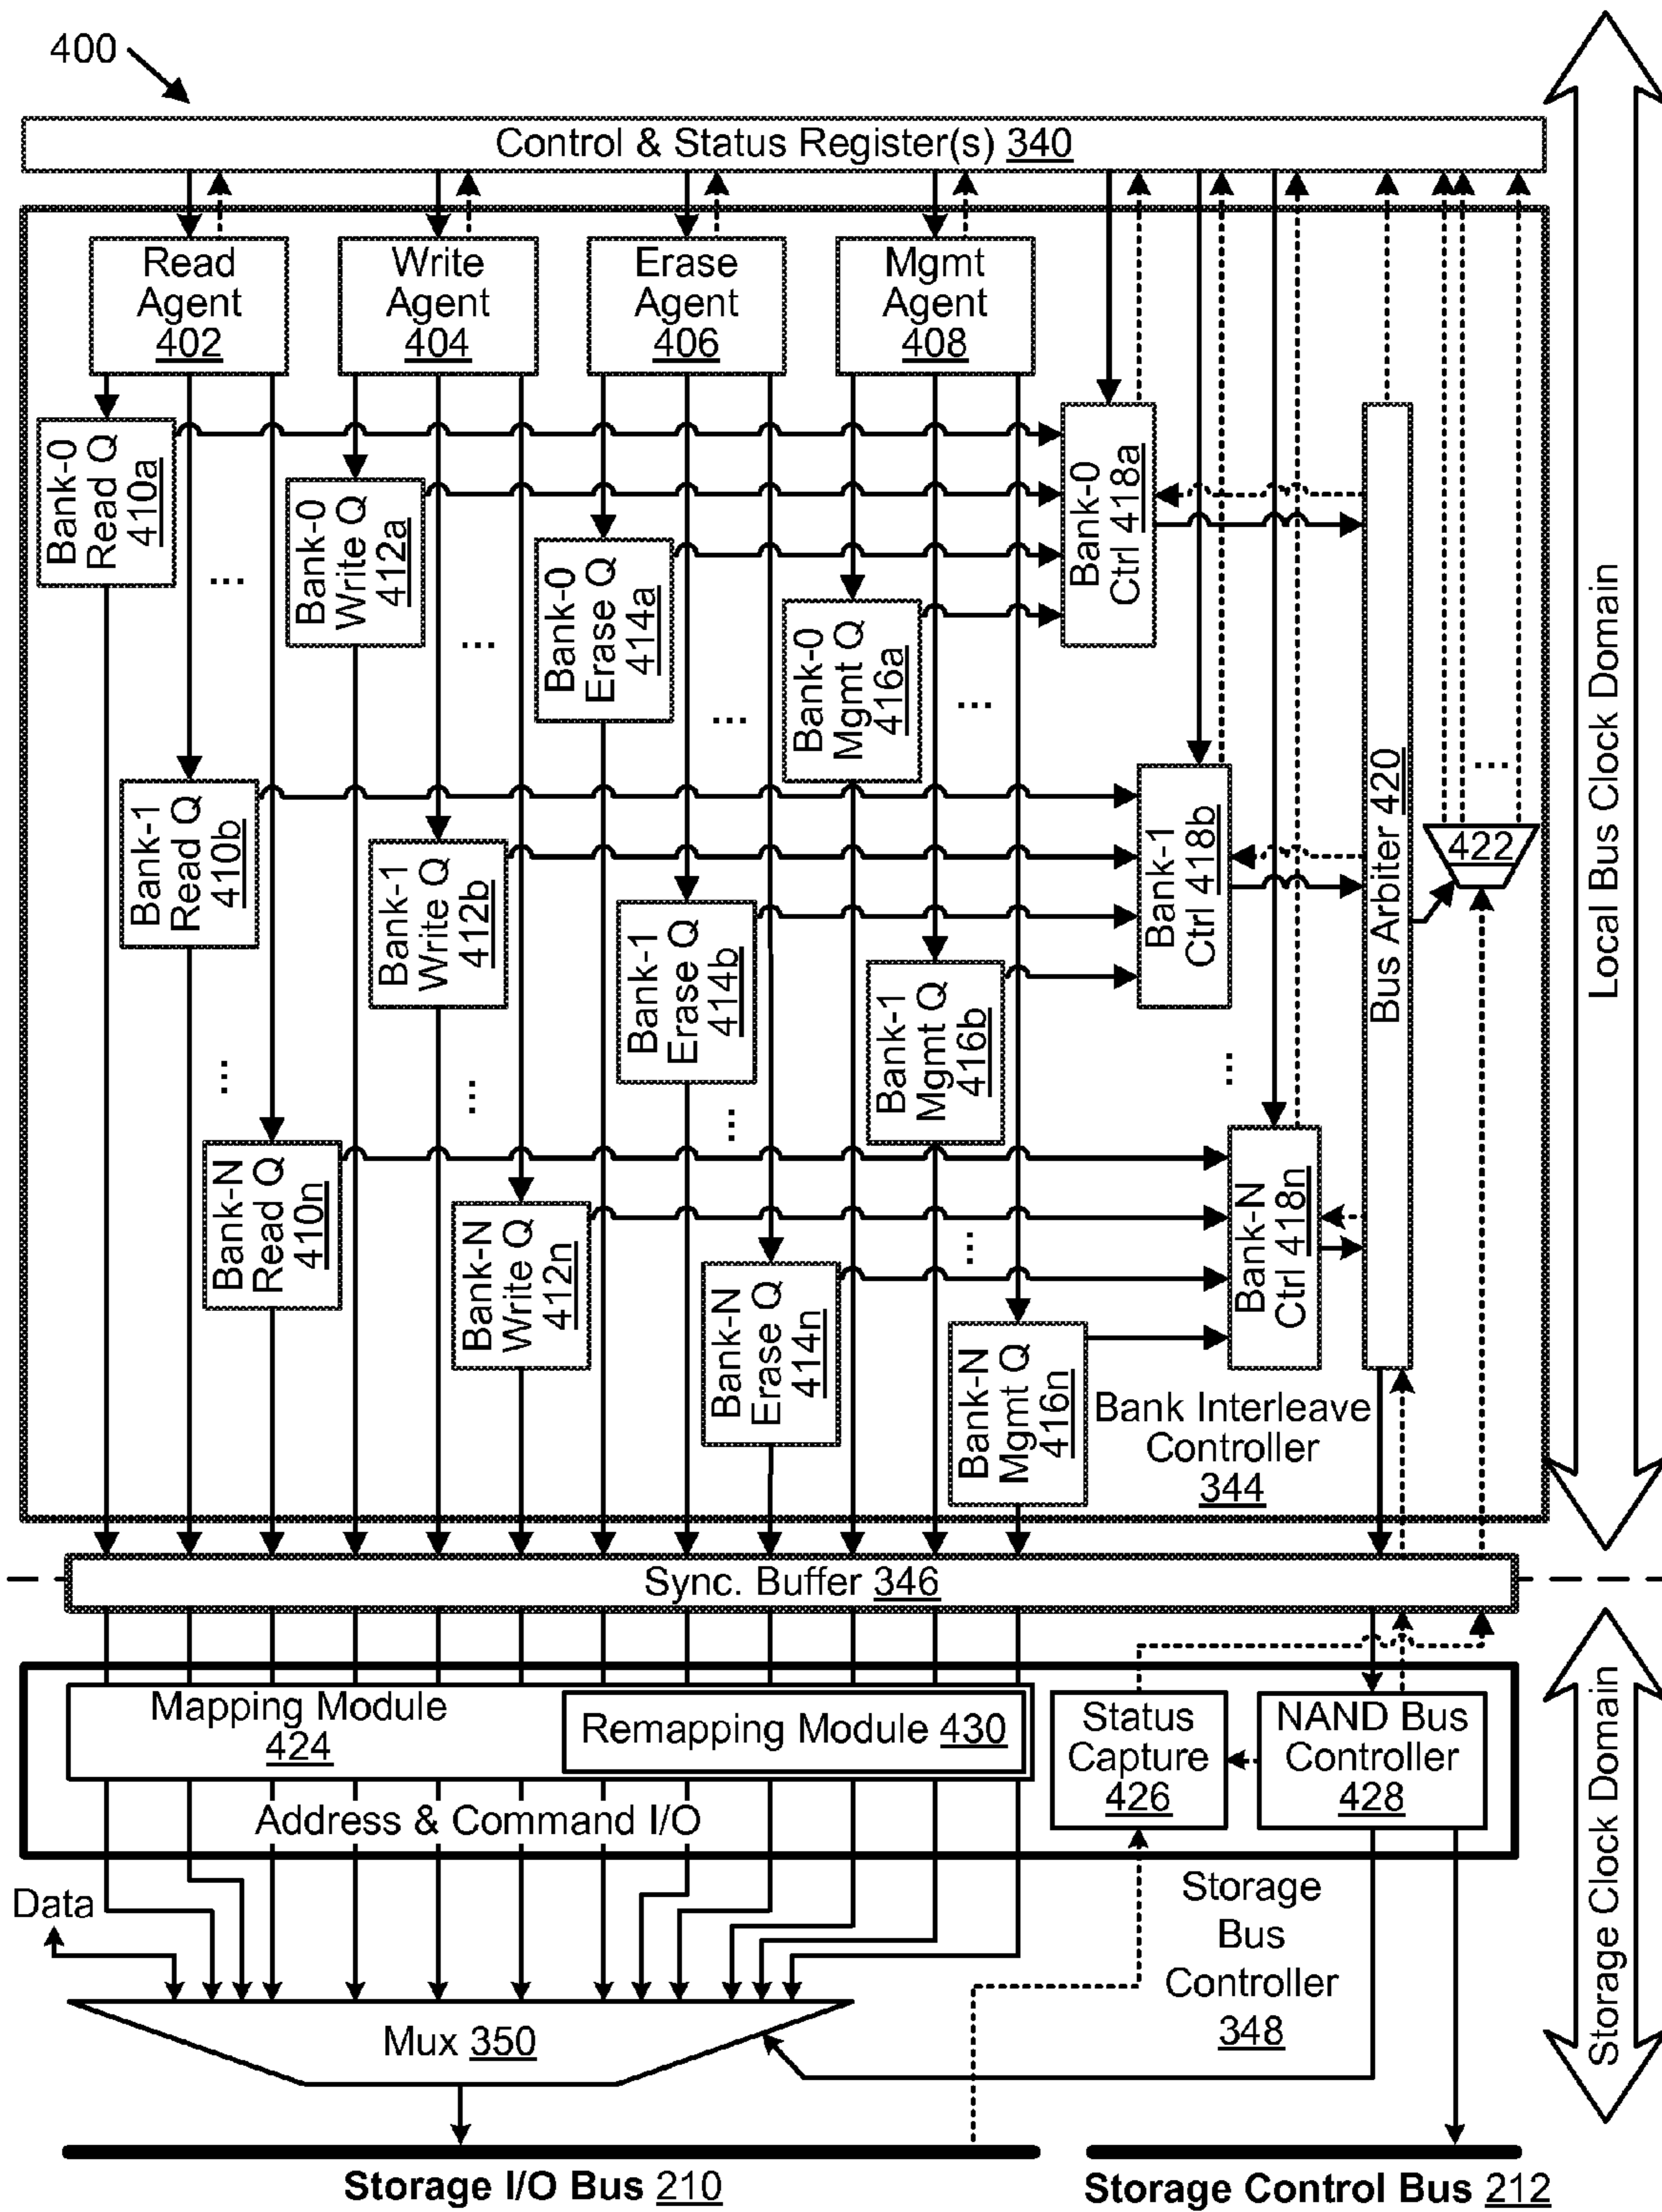 400
Control & Status Register(s) 340
Read
Agent
402
Write
Agent
404
Erase
Agent
406
Mgmt
Agent
408
Bank-0
Read Q
410a
...
Bank-0
Write Q
412a
...
Bank-0
Erase Q
414a
...
Bank-0
Mgmt Q
416a
...
Bank-0
Ctrl 418a
Bank-1
Read Q
410b
...
Bank-1
Write Q
412b
...
Bank-1
Erase Q
414b
...
Bank-1
Mgmt Q
416b
...
Bank-1
Ctrl 418b
...
Bank-N
Read Q
410n
Bank-N
Write Q
412n
Bank-N
Erase Q
414n
Bank-N
Mgmt Q
416n
Bank-N
Ctrl 418n
Bus Arbiter 420
...
422
Bank Interleave
Controller
344
Local Bus Clock Domain
Sync. Buffer 346
Mapping Module
424
Remapping Module 430
Status
Capture
426
NAND Bus
Controller
428
Address & Command I/O
Data
Storage
Bus
Controller
348
Storage Clock Domain
Mux 350
Storage I/O Bus 210
Storage Control Bus 212